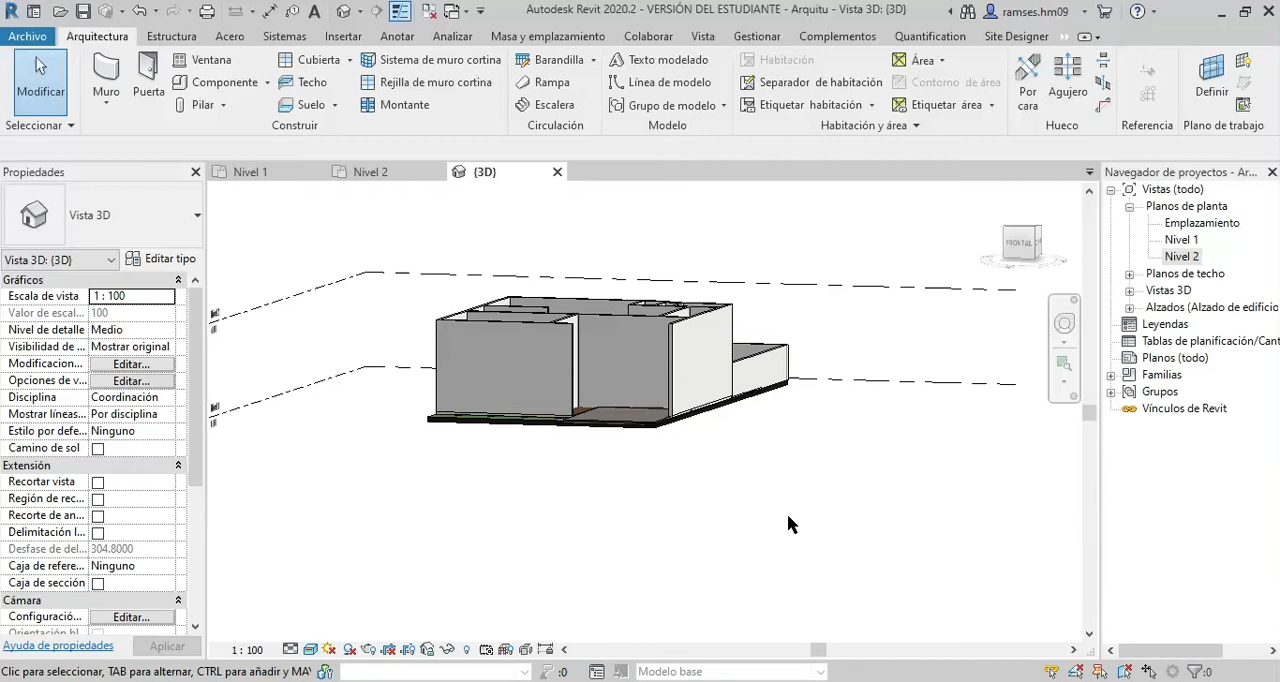 Autodesk Revit 2020.2 - VERSIÓN DEL ESTUDIANTE - Arquitu - Vista 3D: {3D}
ramses.hm09
Archivo Arquitectura Estructura Acero Sistemas Insertar Anotar Analizar Masa y emplazamiento Colaborar Vista Gestionar Complementos Quantification Site Designer
Modificar Muro Puerta Ventana Cubierta Sistema de muro cortina Barandilla Texto modelado Habitación Área
Componente Techo Rejilla de muro cortina Rampa Línea de modelo Separador de habitación Contorno de área
Pilar Suelo Montante Escalera Grupo de modelo Etiquetar habitación Etiquetar área
Por cara Agujero Definir
Seleccionar Construir Circulación Modelo Habitación y área Hueco Referencia Plano de trabajo
Propiedades
Nivel 1 Nivel 2 {3D}
Navegador de proyectos - Ar...
Vista 3D
Vista 3D: {3D} Editar tipo
Gráficos
Escala de vista 1 : 100
Valor de escal... 100
Nivel de detalle Medio
Visibilidad de ... Mostrar original
Modificacion... Editar...
Opciones de v... Editar...
Disciplina Coordinación
Mostrar líneas... Por disciplina
Estilo por defe... Ninguno
Camino de sol
Extensión
Recortar vista
Región de rec...
Recorte de an...
Delimitación l...
Desfase de del... 304.8000
Caja de refere... Ninguno
Caja de sección
Cámara
Configuració... Editar...
Ayuda de propiedades Aplicar
Vistas (todo)
Planos de planta
Emplazamiento
Nivel 1
Nivel 2
Planos de techo
Vistas 3D
Alzados (Alzado de edificio
Leyendas
Tablas de planificación/Cant
Planos (todo)
Familias
Grupos
Vínculos de Revit
1 : 100
Clic para seleccionar, TAB para alternar, CTRL para añadir y MA
:0
Modelo base
:0